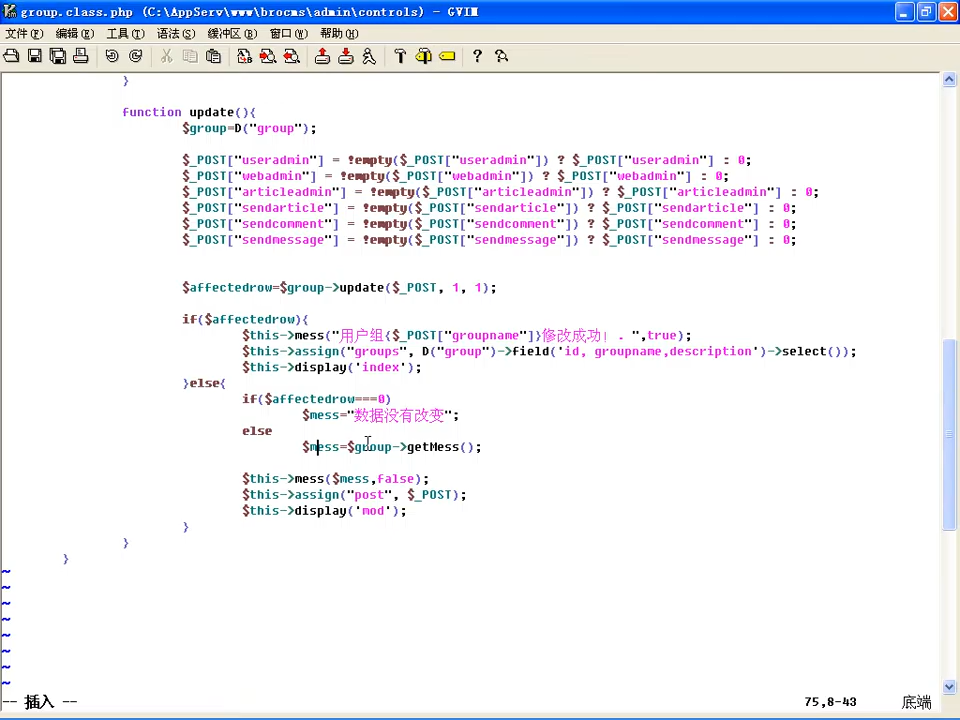 group.class.php (C:\AppServ\www\brocms\admin\controls) - GVIM
文件(F) 编辑(E) 工具(T) 语法(S) 缓冲区(B) 窗口(W) 帮助(H)
}
function update(){
$group=D("group");
$_POST["useradmin"] = !empty($_POST["useradmin"]) ? $_POST["useradmin"] : 0;
$_POST["webadmin"] = !empty($_POST["webadmin"]) ? $_POST["webadmin"] : 0;
$_POST["articleadmin"] = !empty($_POST["articleadmin"]) ? $_POST["articleadmin"] : 0;
$_POST["sendarticle"] = !empty($_POST["sendarticle"]) ? $_POST["sendarticle"] : 0;
$_POST["sendcomment"] = !empty($_POST["sendcomment"]) ? $_POST["sendcomment"] : 0;
$_POST["sendmessage"] = !empty($_POST["sendmessage"]) ? $_POST["sendmessage"] : 0;
$affectedrow=$group->update($_POST, 1, 1);
if($affectedrow){
$this->mess("用户组{$_POST["groupname"]}修改成功! . ",true);
$this->assign("groups", D("group")->field('id, groupname,description')->select());
$this->display('index');
}else{
if($affectedrow===0)
$mess="数据没有改变";
else
$mess=$group->getMess();
$this->mess($mess,false);
$this->assign("post", $_POST);
$this->display('mod');
}
}
}
~
~
~
~
~
~
~
~
-- 插入 -- 75,8-43 底端